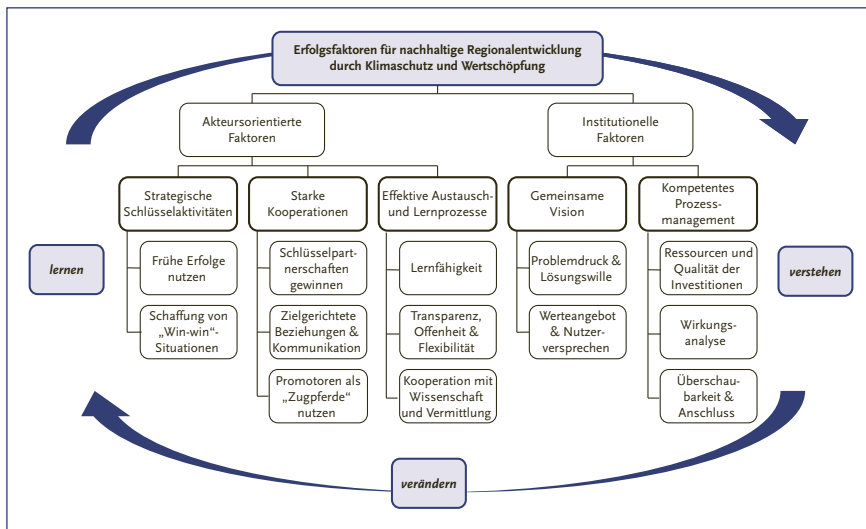 Erfolgsfaktoren für nachhaltige Regionalentwicklung
durch Klimaschutz und Wertschöpfung
Akteursorientierte
Faktoren
Institutionelle
Faktoren
Strategische
Schlüsselaktivitäten
Starke
Kooperationen
Effektive Austausch-
und Lernprozesse
Gemeinsame
Vision
Kompetentes
Prozess-
management
lernen
Frühe Erfolge
nutzen
Schlüsselpart-
nerschaften
gewinnen
Lernfähigkeit
Problemdruck &
Lösungswille
Ressourcen und
Qualität der
Investitionen
verstehen
Schaffung von
„Win-win“-
Situationen
Zielgerichtete
Beziehungen &
Kommunikation
Transparenz,
Offenheit &
Flexibilität
Werteangebot
& Nutzer-
versprechen
Wirkungs-
analyse
Promotoren als
„Zugpferde“
nutzen
Kooperation mit
Wissenschaft
und Vermittlung
Überschau-
barkeit &
Anschluss
verändern